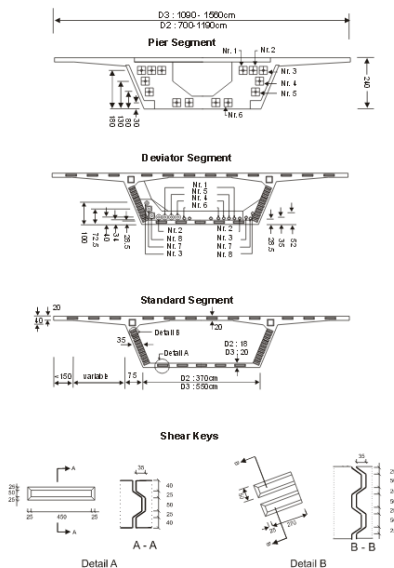 D3 : 1090 - 1560cm
D2 : 700-1190cm
Pier Segment
Nr. 1
Nr. 2
Nr. 3
Nr. 4
Nr. 5
Nr. 6
180
130
80
30
240
Deviator Segment
Nr. 1
Nr. 5
Nr. 4
Nr. 6
Nr. 2
Nr. 8
Nr. 7
Nr. 3
Nr. 2
Nr. 3
Nr. 7
Nr. 8
100
72.5
40
34
28.5
28.5
35
52
Standard Segment
20
40
20
Detail B
35
Detail A
D2 : 18
D3 : 20
<150
variable
75
D2 : 370cm
D3 : 550cm
Shear Keys
A
25
50
25
25
450
25
A
35
40
25
50
25
40
A - A
B
50
35
270
B
35
B - B
Detail A
Detail B